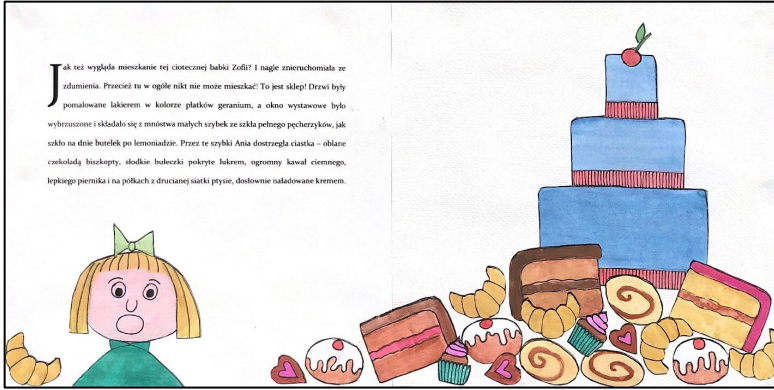 Jak też wygląda mieszkanie tej ciotecznej babki Zofii? I nagle znieruchomiała ze
zdumienia. Przecież tu w ogóle nikt nie może mieszkać! To jest sklep! Drzwi były
pomalowane lakierem w kolorze płatków geranium, a okno wystawowe było
wybrzuszone i składało się z mnóstwa małych szybek ze szkła pełnego pęcherzyków, jak
szkło na dnie butelek po lemoniadzie. Przez te szybki Ania dostrzegła ciastka – oblane
czekoladą biszkopty, słodkie bułeczki pokryte lukrem, ogromny kawał ciemnego,
lepkiego piernika i na półkach z drucianej siatki ptysie, dosłownie naładowane kremem.